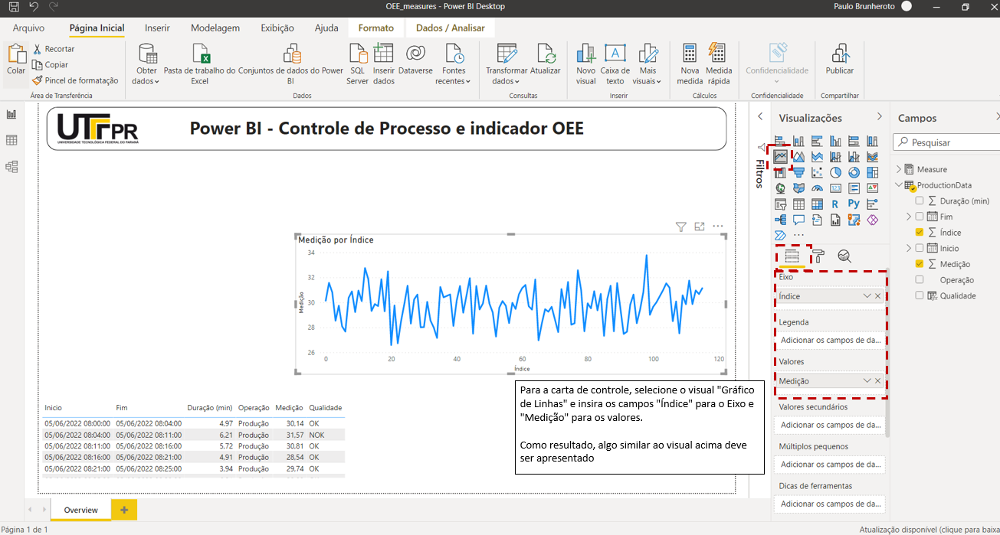 OEE_measures - Power BI Desktop
Paulo Brunheroto
Arquivo
Página Inicial
Inserir
Modelagem
Exibição
Ajuda
Formato
Dados / Analisar
Colar
Recortar
Copiar
Pincel de formatação
Área de Transferência
Obter
dados
Pasta de trabalho do
Excel
Conjuntos de dados do Power
BI
SQL
Server
Inserir
dados
Dataverse
Fontes
recentes
Dados
Transformar
dados
Atualizar
Consultas
Novo
visual
Caixa de
texto
Mais
visuais
Inserir
Nova
medida
Medida
rápida
Cálculos
Confidencialidade
Confidencialidade
Publicar
Compartilhar
UTFPR
UNIVERSIDADE TECNOLÓGICA FEDERAL DO PARANÁ
Power BI - Controle de Processo e indicador OEE
Medição por Índice
34
32
30
28
26
Medição
0 20 40 60 80 100 120
Índice
Para a carta de controle, selecione o visual "Gráfico
de Linhas" e insira os campos "Índice" para o Eixo e
"Medição" para os valores.
Como resultado, algo similar ao visual acima deve
ser apresentado
Inicio Fim Duração (min) Operação Medição Qualidade
05/06/2022 08:00:00 05/06/2022 08:04:00 4,97 Produção 30,14 OK
05/06/2022 08:04:00 05/06/2022 08:11:00 6,21 Produção 31,57 NOK
05/06/2022 08:11:00 05/06/2022 08:16:00 5,72 Produção 30,81 OK
05/06/2022 08:16:00 05/06/2022 08:21:00 4,91 Produção 28,54 OK
05/06/2022 08:21:00 05/06/2022 08:25:00 3,94 Produção 29,74 OK
Filtros
Visualizações
123
R
Py
Eixo
Índice
Legenda
Adicionar os campos de da...
Valores
Medição
Valores secundários
Adicionar os campos de da...
Múltiplos pequenos
Adicionar os campos de da...
Dicas de ferramentas
Adicionar os campos de da...
Campos
Pesquisar
Measure
ProductionData
Duração (min)
Fim
Índice
Inicio
Medição
Operação
Qualidade
Overview
Página 1 de 1
Atualização disponível (clique para baixa